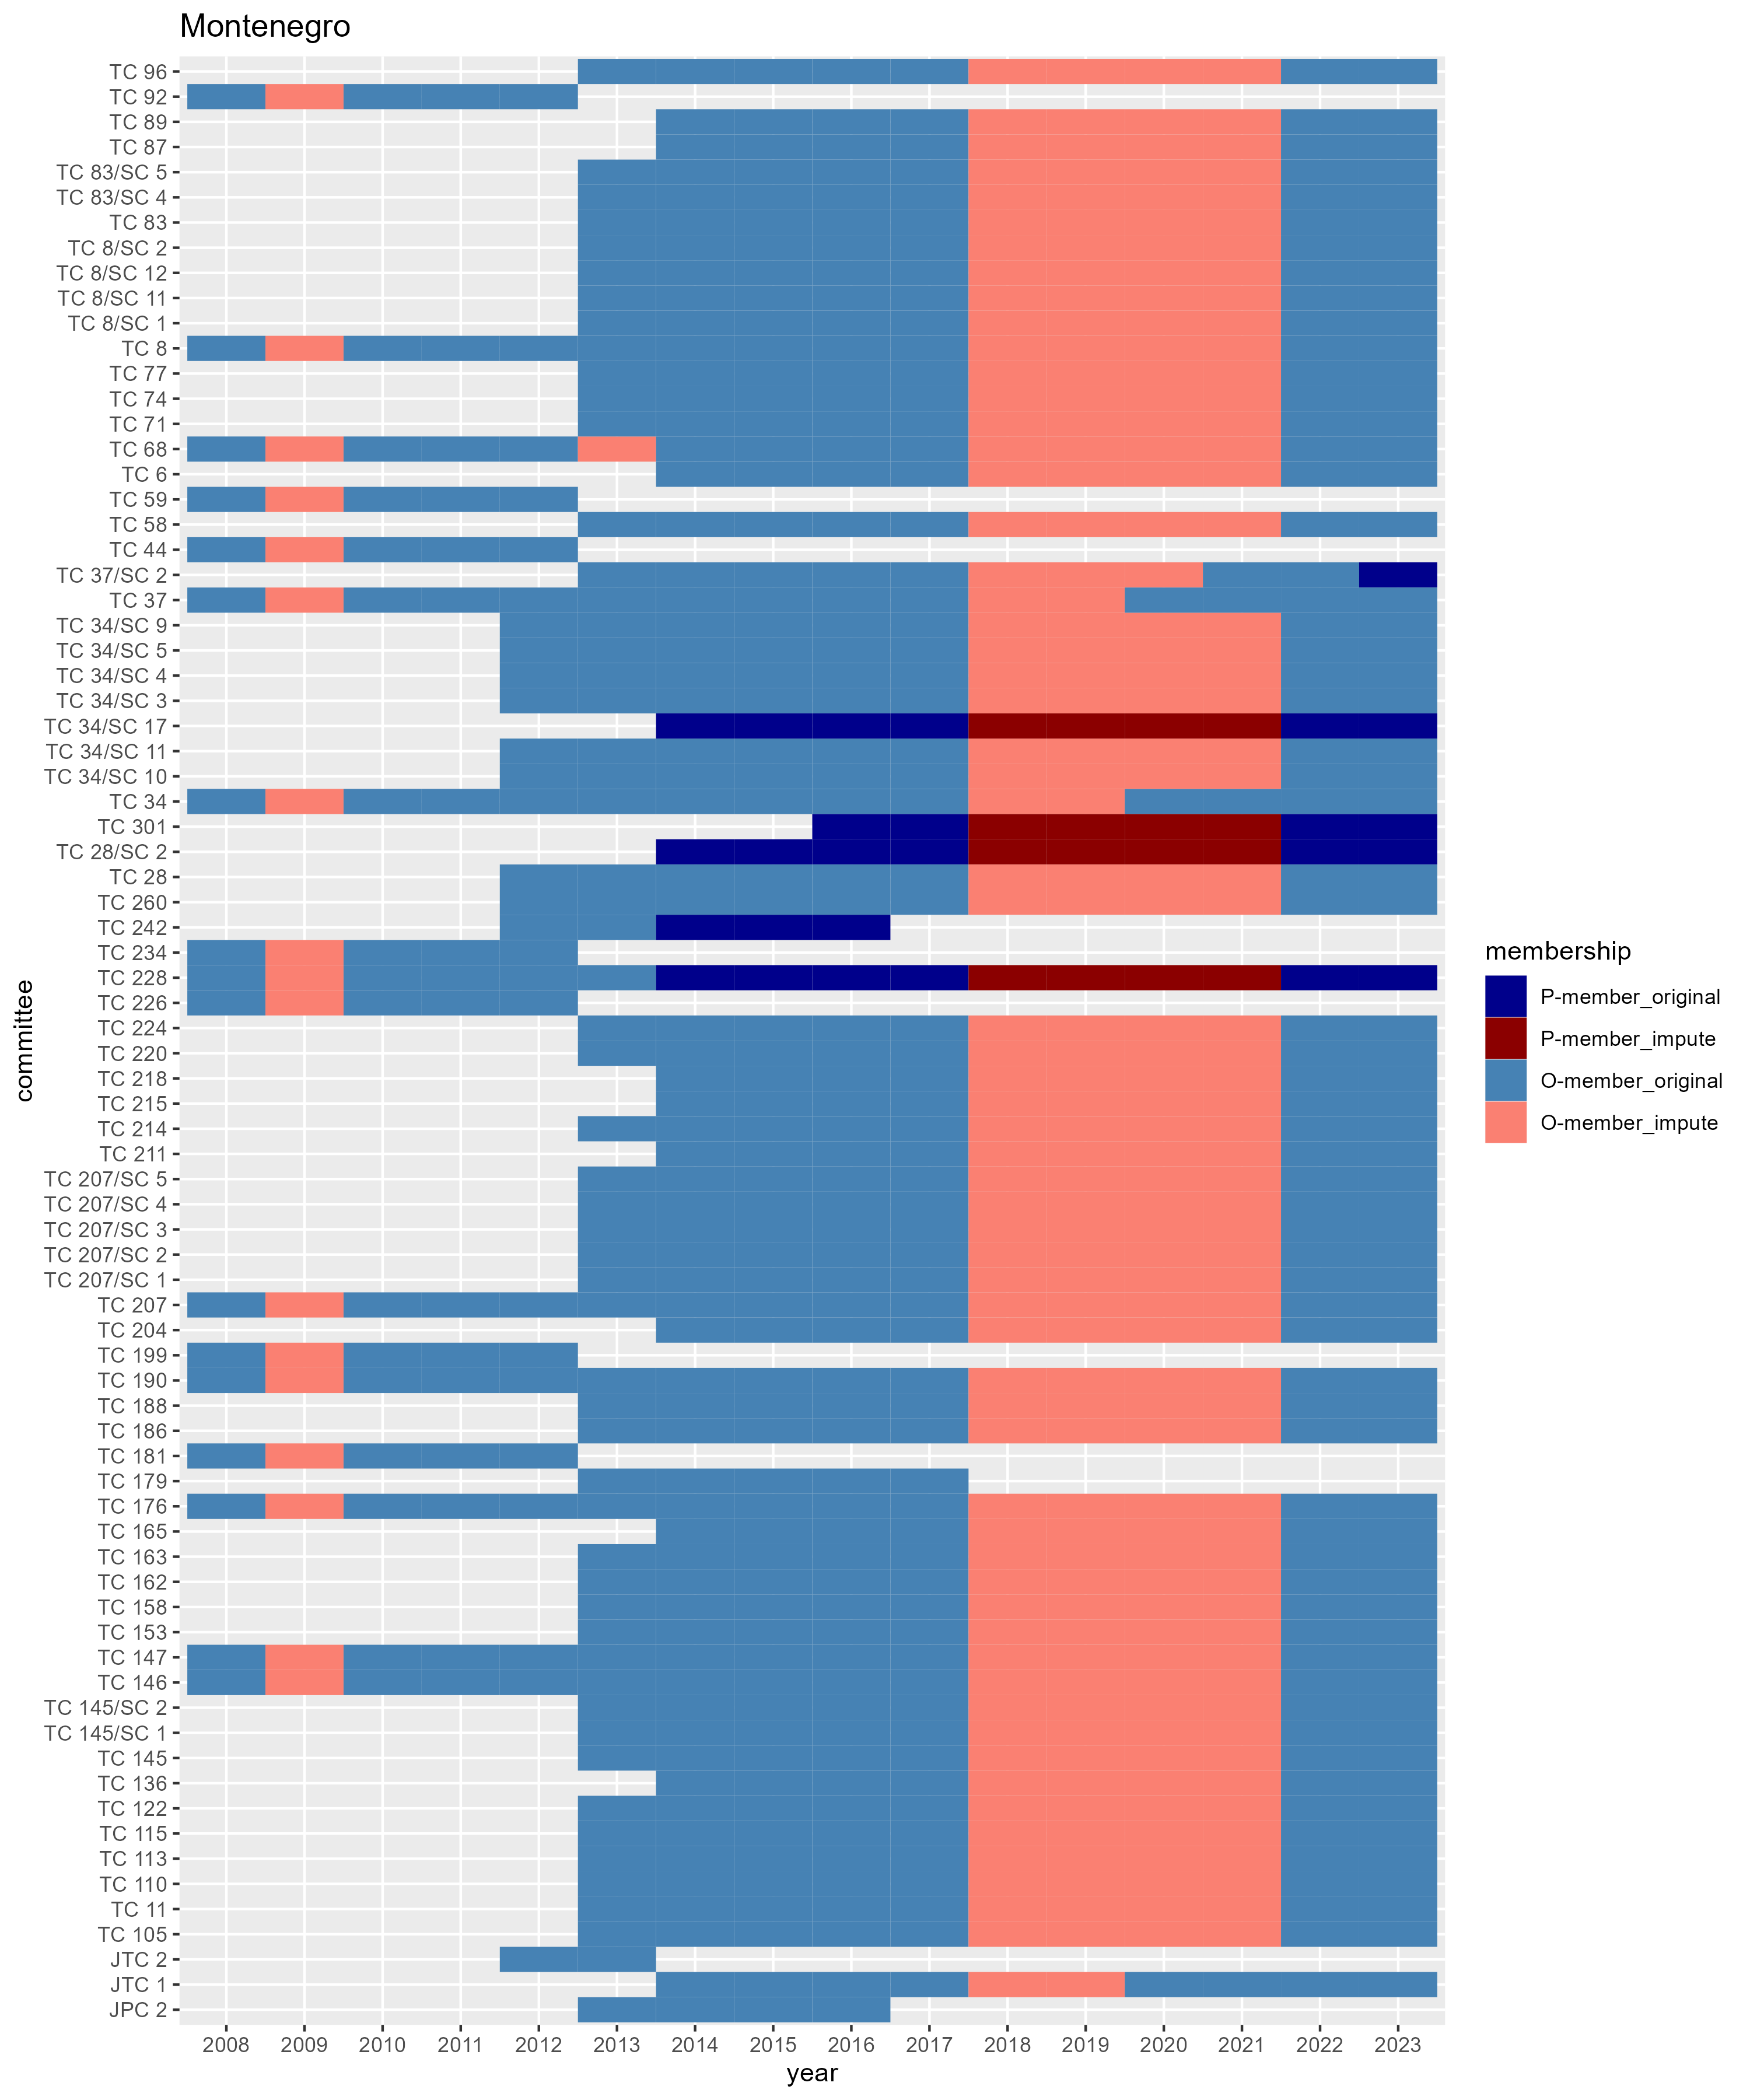 Montenegro
TC 96
TC 92
TC 89
TC 87
TC 83/SC 5
TC 83/SC 4
TC 83
TC 8/SC 2
TC 8/SC 12
TC 8/SC 11
TC 8/SC 1
TC 8
TC 77
TC 74
TC 71
TC 68
TC 6
TC 59
TC 58
TC 44
TC 37/SC 2
TC 37
TC 34/SC 9
TC 34/SC 5
TC 34/SC 4
TC 34/SC 3
TC 34/SC 17
TC 34/SC 11
TC 34/SC 10
TC 34
TC 301
TC 28/SC 2
TC 28
TC 260
TC 242
TC 234
TC 228
TC 226
TC 224
TC 220
TC 218
TC 215
TC 214
TC 211
TC 207/SC 5
TC 207/SC 4
TC 207/SC 3
TC 207/SC 2
TC 207/SC 1
TC 207
TC 204
TC 199
TC 190
TC 188
TC 186
TC 181
TC 179
TC 176
TC 165
TC 163
TC 162
TC 158
TC 153
TC 147
TC 146
TC 145/SC 2
TC 145/SC 1
TC 145
TC 136
TC 122
TC 115
TC 113
TC 110
TC 11
TC 105
JTC 2
JTC 1
JPC 2
committee
2008 2009 2010 2011 2012 2013 2014 2015 2016 2017 2018 2019 2020 2021 2022 2023
year
membership
P-member_original
P-member_impute
O-member_original
O-member_impute